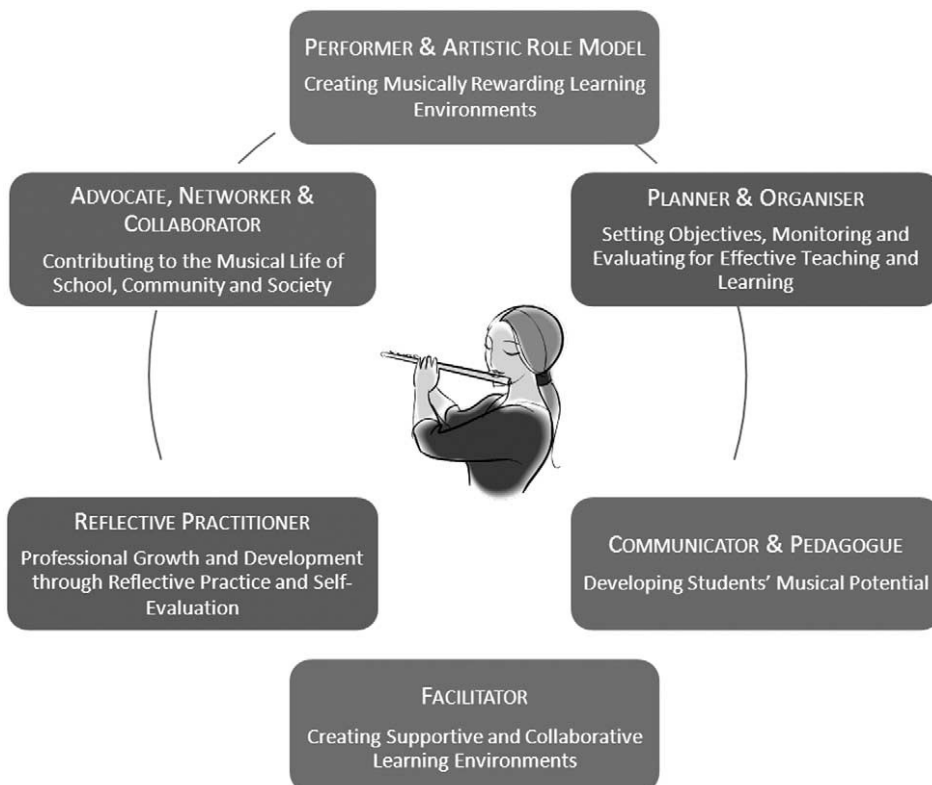 PERFORMER & ARTISTIC ROLE MODEL
Creating Musically Rewarding Learning
Environments
ADVOCATE, NETWORKER &
COLLABORATOR
Contributing to the Musical Life of
School, Community and Society
PLANNER & ORGANISER
Setting Objectives, Monitoring and
Evaluating for Effective Teaching and
Learning
REFLECTIVE PRACTITIONER
Professional Growth and Development
through Reflective Practice and Self-
Evaluation
COMMUNICATOR & PEDAGOGUE
Developing Students’ Musical Potential
FACILITATOR
Creating Supportive and Collaborative
Learning Environments